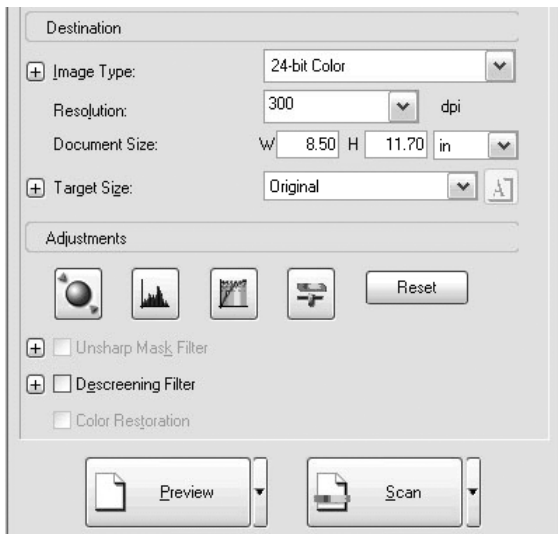 Destination
Image Type: 24-bit Color
Resolution: 300 dpi
Document Size: W 8.50 H 11.70 in
Target Size: Original A
Adjustments
Reset
Unsharp Mask Filter
Descreening Filter
Color Restoration
Preview Scan